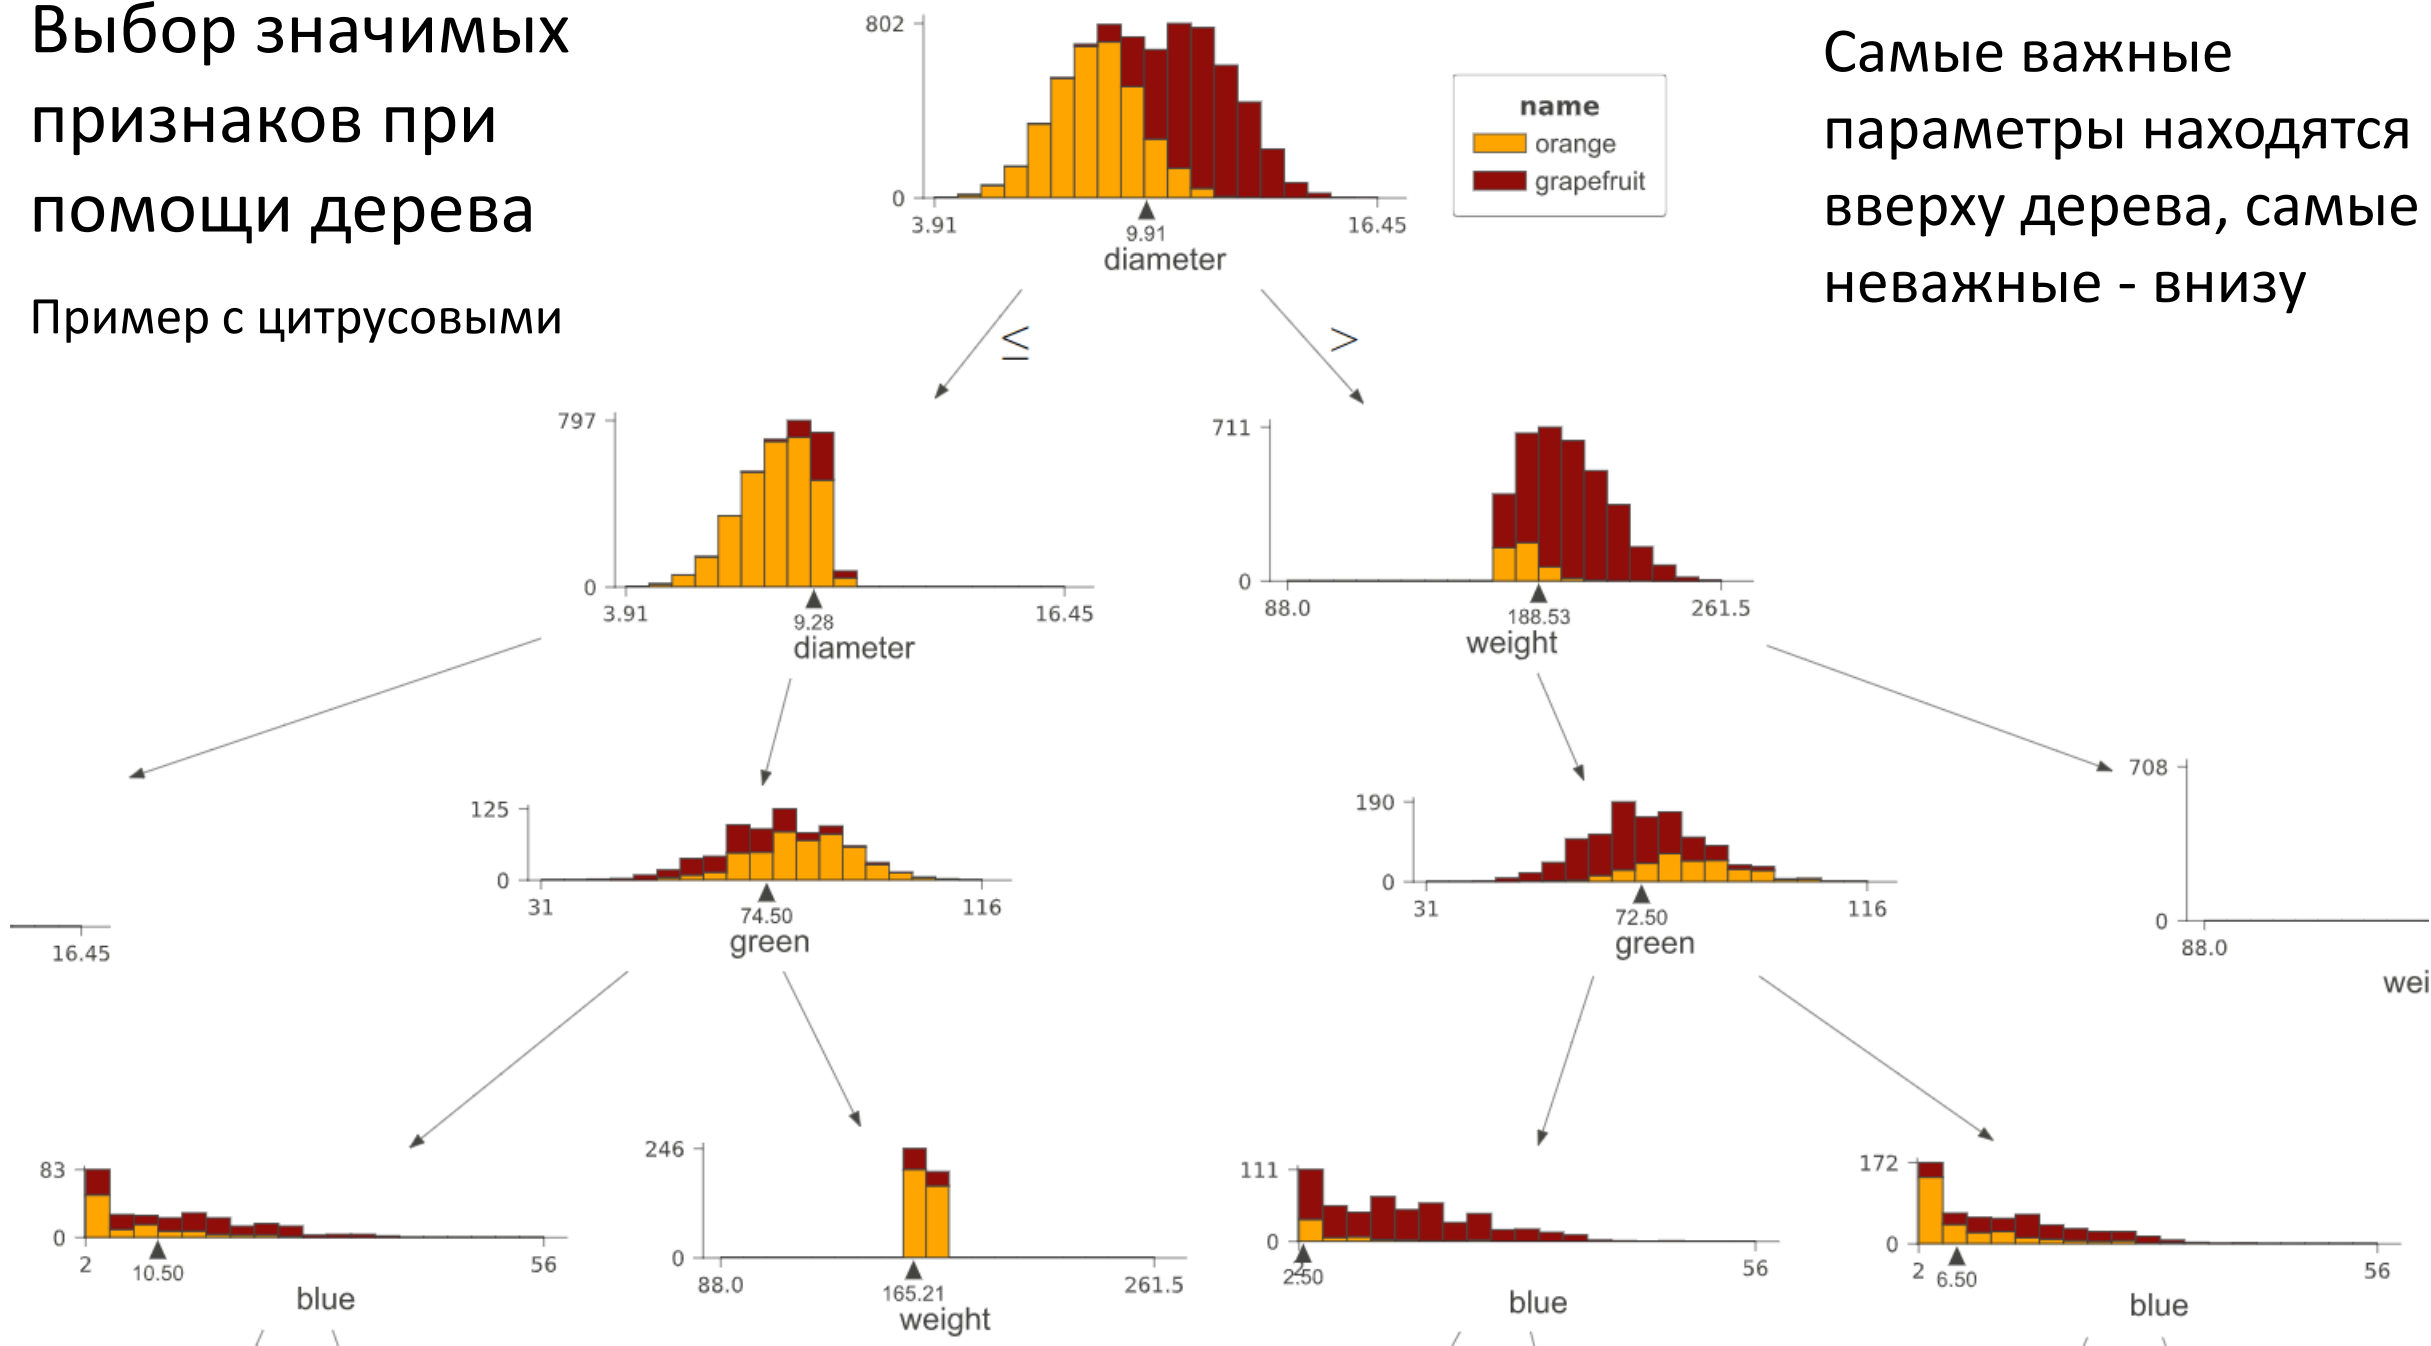 Выбор значимых
признаков при
помощи дерева
Пример с цитрусовыми
802
0
3.91
9.91
16.45
diameter
name
orange
grapefruit
Самые важные
параметры находятся
вверху дерева, самые
неважные - внизу
≤
>
797
0
3.91
9.28
16.45
diameter
711
0
88.0
188.53
261.5
weight
16.45
125
0
31
74.50
116
green
190
0
31
72.50
116
green
708
0
88.0
wei
83
0
2
10.50
56
blue
246
0
88.0
165.21
261.5
weight
111
0
2
2.50
56
blue
172
0
2
6.50
56
blue